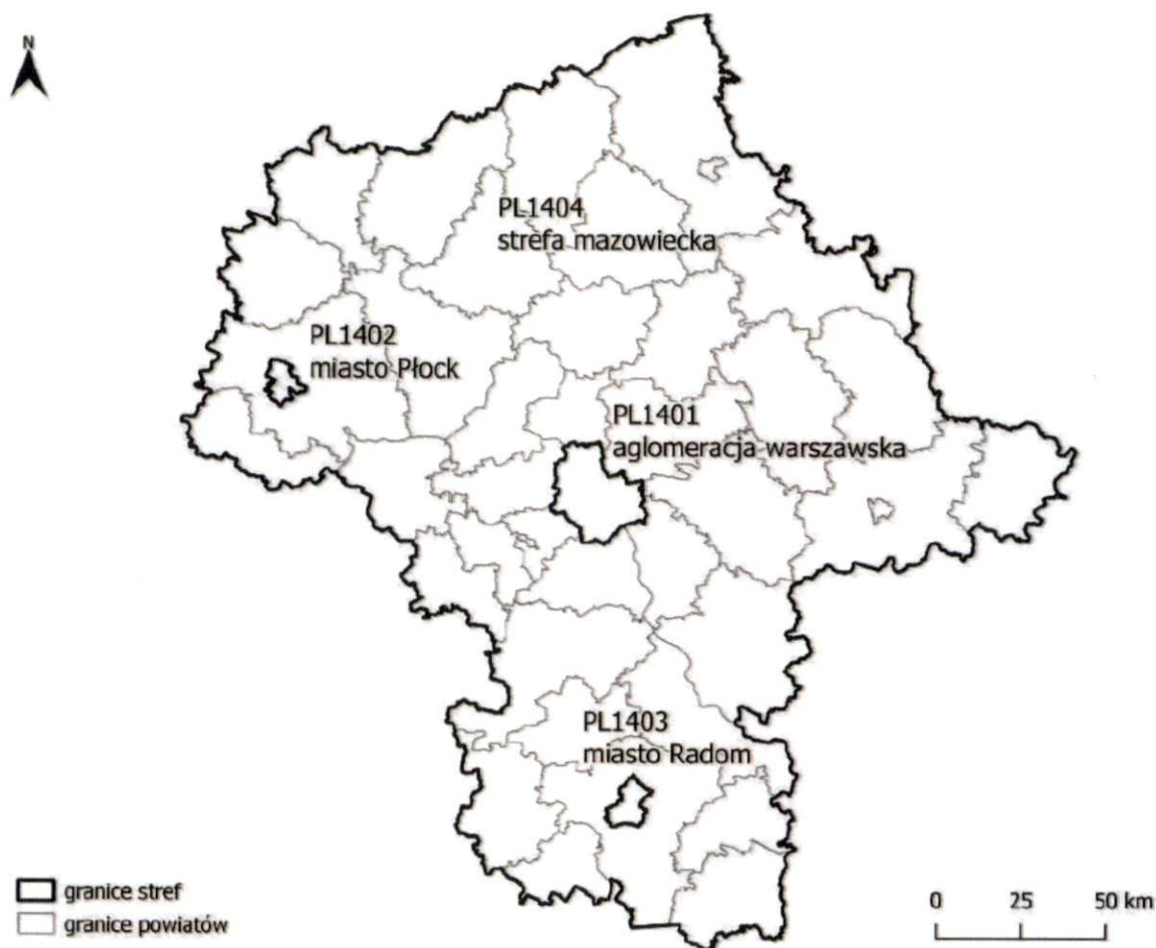 N
PL1404
strefa mazowiecka
PL1402
miasto Płock
PL1401
aglomeracja warszawska
PL1403
miasto Radom
granice stref
granice powiatów
0 25 50 km